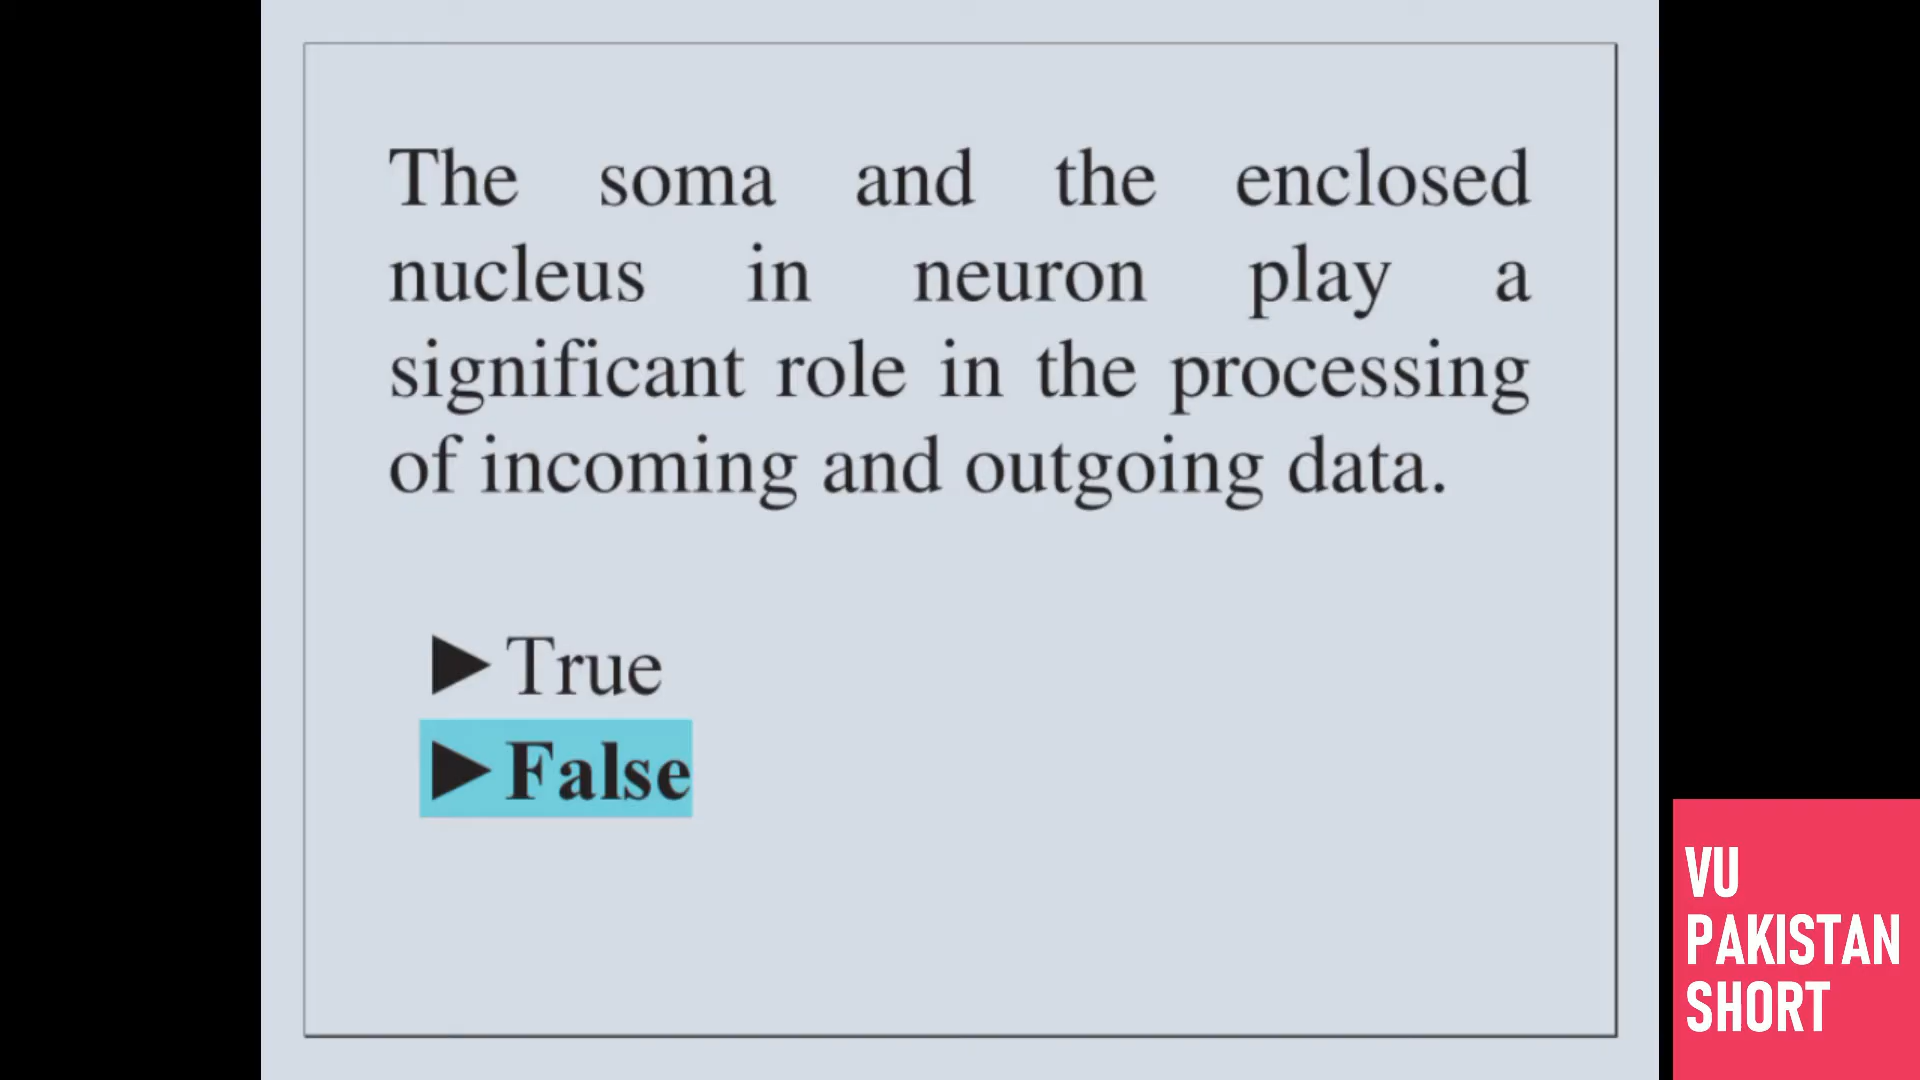 The soma and the enclosed
nucleus in neuron play a
significant role in the processing
of incoming and outgoing data.
► True
► False
VU
PAKISTAN
SHORT